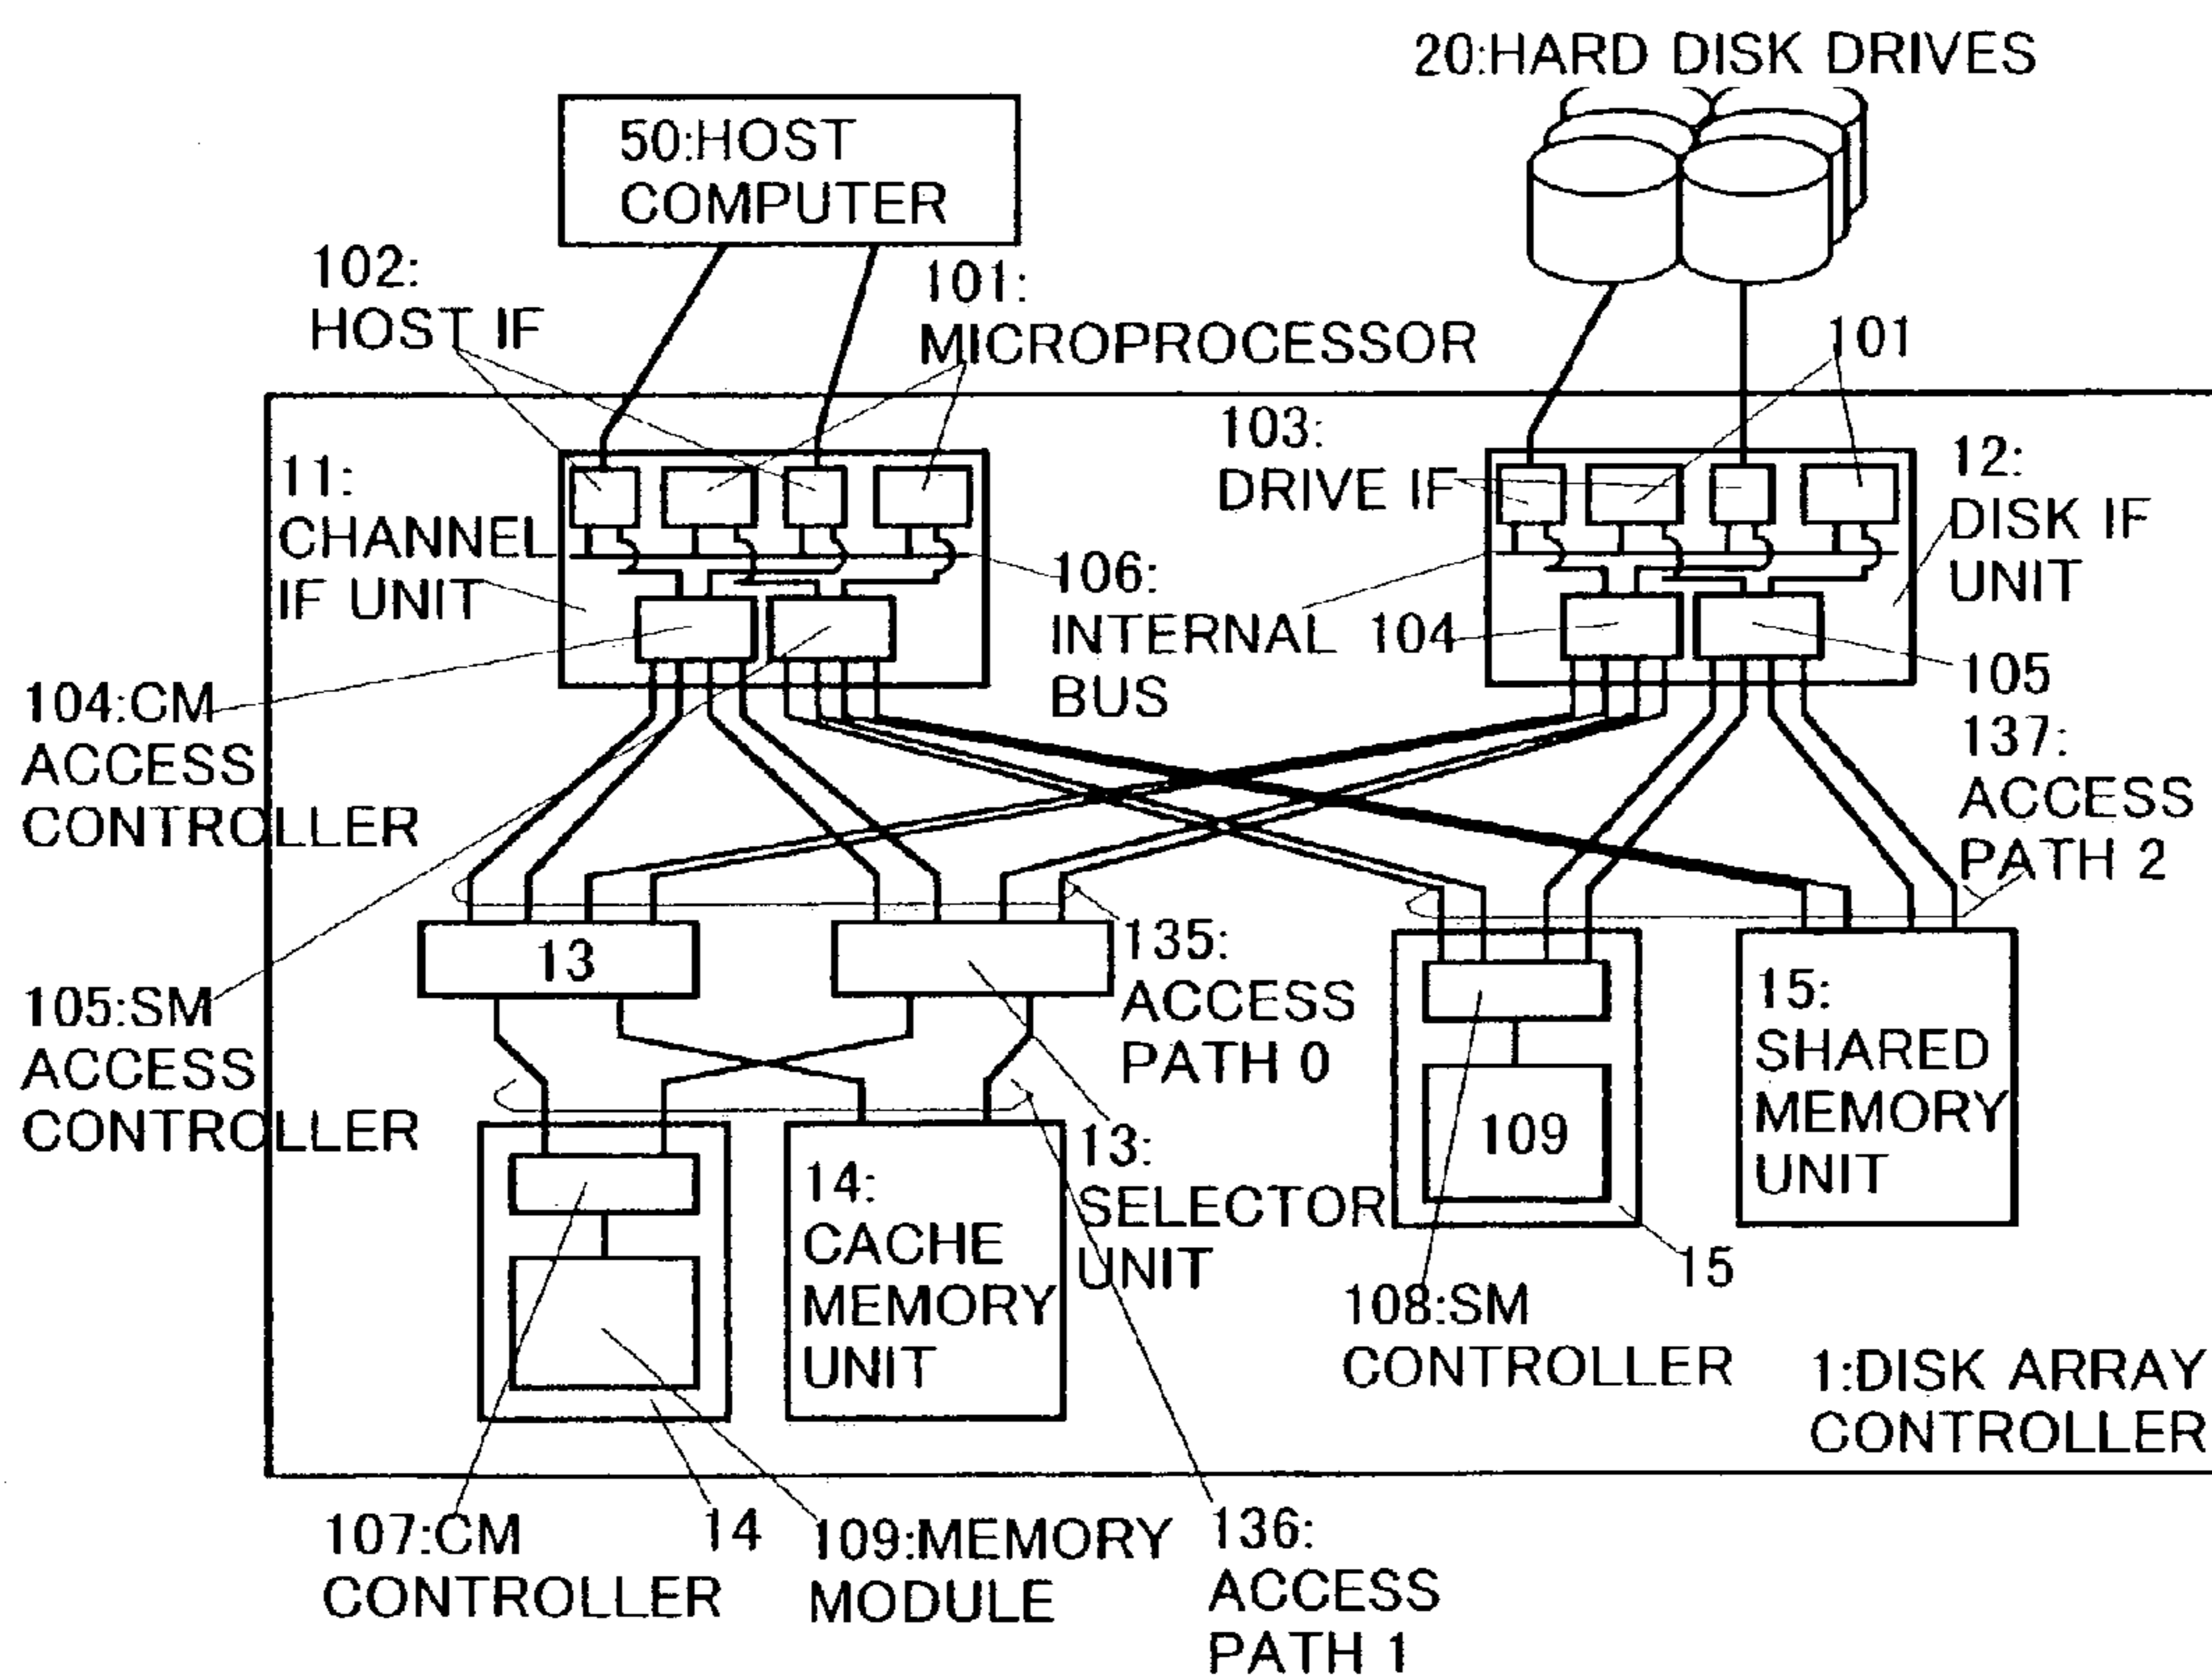 20:HARD DISK DRIVES
50:HOST
COMPUTER
102:
HOST IF
101:
MICROPROCESSOR
101
103:
DRIVE IF
11:
CHANNEL
IF UNIT
12:
DISK IF
UNIT
106:
INTERNAL
BUS
104
105
104:CM
ACCESS
CONTROLLER
137:
ACCESS
PATH 2
13
135:
ACCESS
PATH 0
105:SM
ACCESS
CONTROLLER
15:
SHARED
MEMORY
UNIT
109
13:
SELECTOR
UNIT
14:
CACHE
MEMORY
UNIT
15
108:SM
CONTROLLER
1:DISK ARRAY
CONTROLLER
107:CM
CONTROLLER
14
109:MEMORY
MODULE
136:
ACCESS
PATH 1